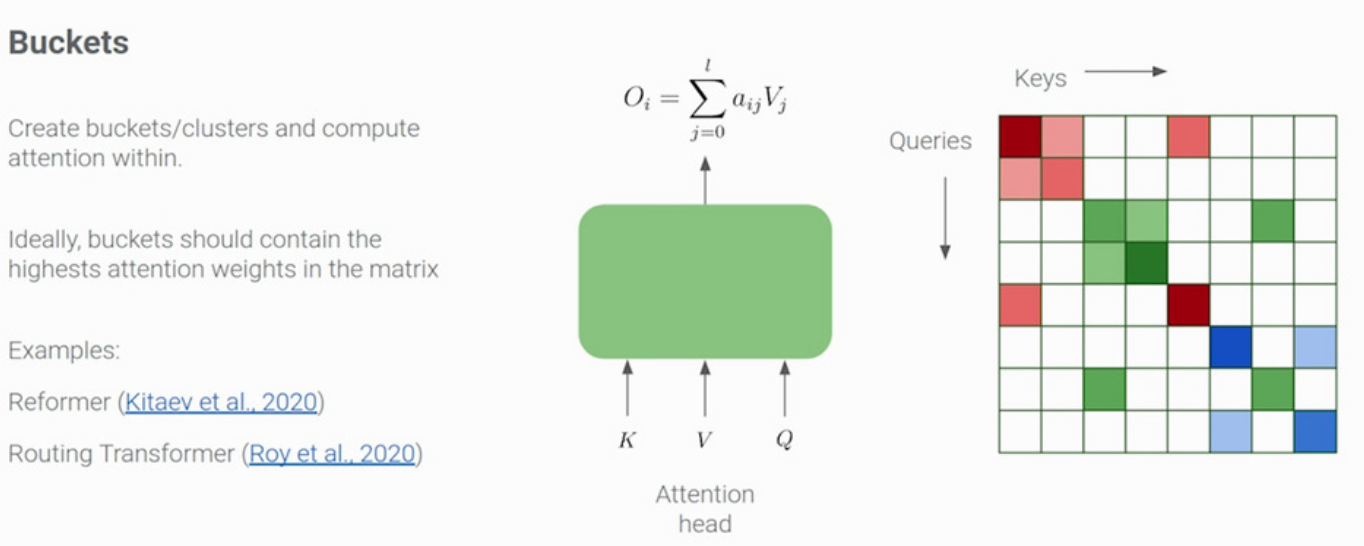 Buckets
Create buckets/clusters and compute
attention within.
Ideally, buckets should contain the
highests attention weights in the matrix
Examples:
Reformer (Kitaev et al., 2020)
Routing Transformer (Roy et al., 2020)
O_i = \sum_{j=0}^{l} a_{ij} V_j
K V Q
Attention
head
Keys
Queries